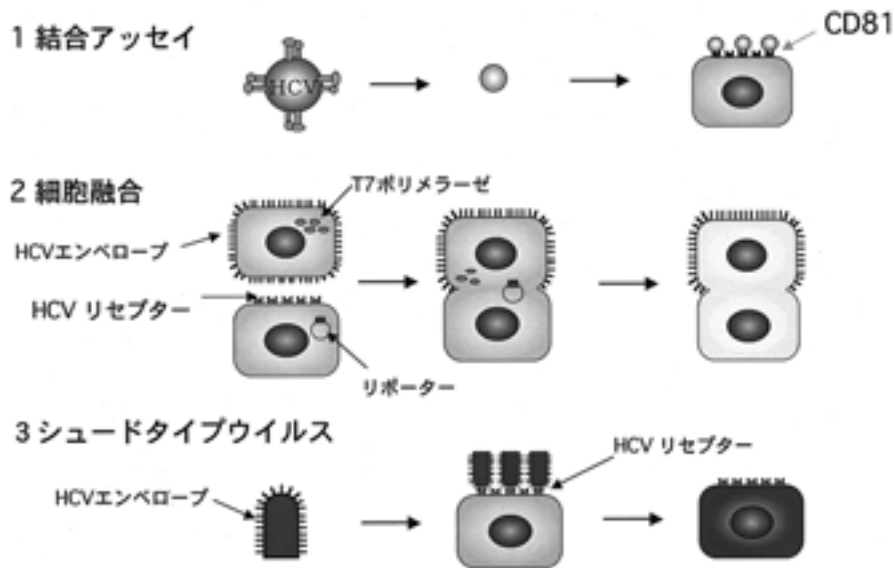 1 結合アッセイ
CD81
HCV
2 細胞融合
T7ポリメラーゼ
HCVエンベロープ
HCV リセプター
リポーター
3 シュードタイプウイルス
HCV リセプター
HCVエンベロープ